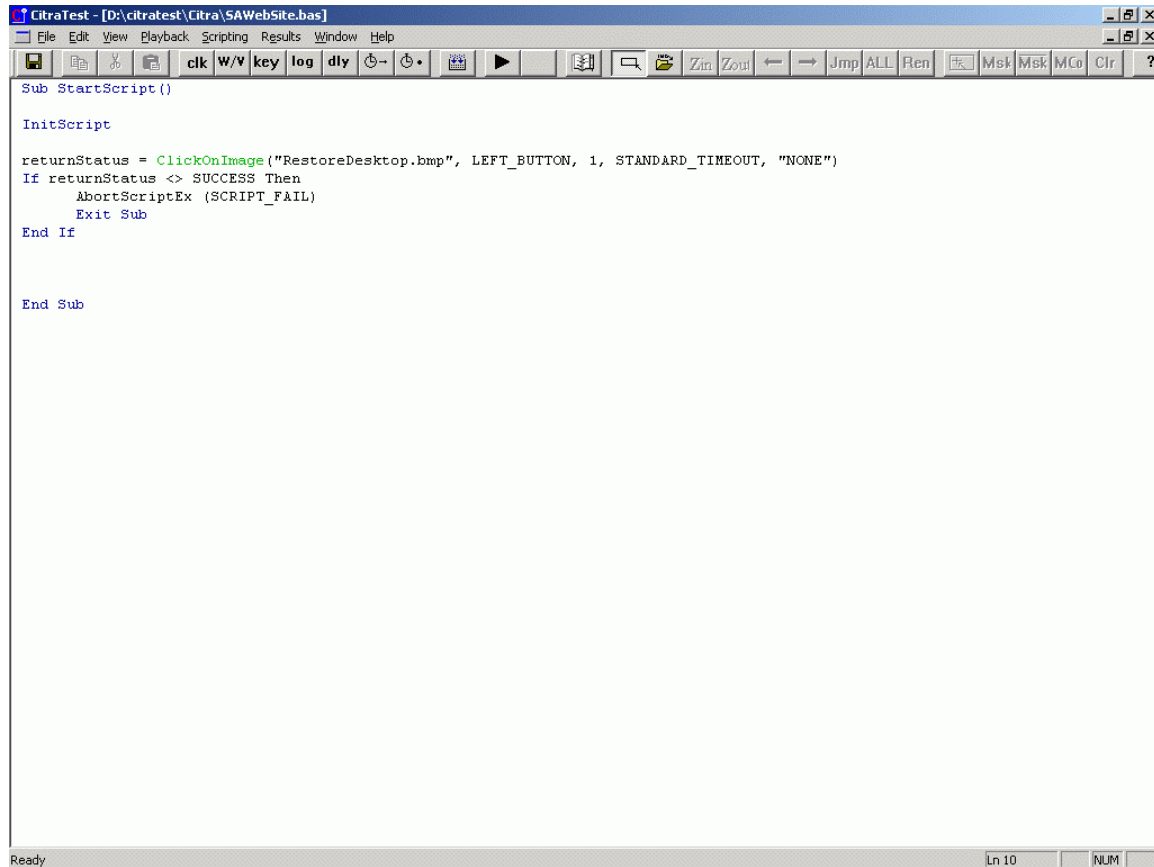 CitraTest - [D:\citratest\Citra\SAWebSite.bas]
File Edit View Playback Scripting Results Window Help
clk W/V key log dly Zin Zout Jmp ALL Ren Msk Msk MCo Clr ?
Sub StartScript()
InitScript
returnStatus = ClickOnImage("RestoreDesktop.bmp", LEFT_BUTTON, 1, STANDARD_TIMEOUT, "NONE")
If returnStatus <> SUCCESS Then
AbortScriptEx (SCRIPT_FAIL)
Exit Sub
End If
End Sub
Ready Ln 10 NUM